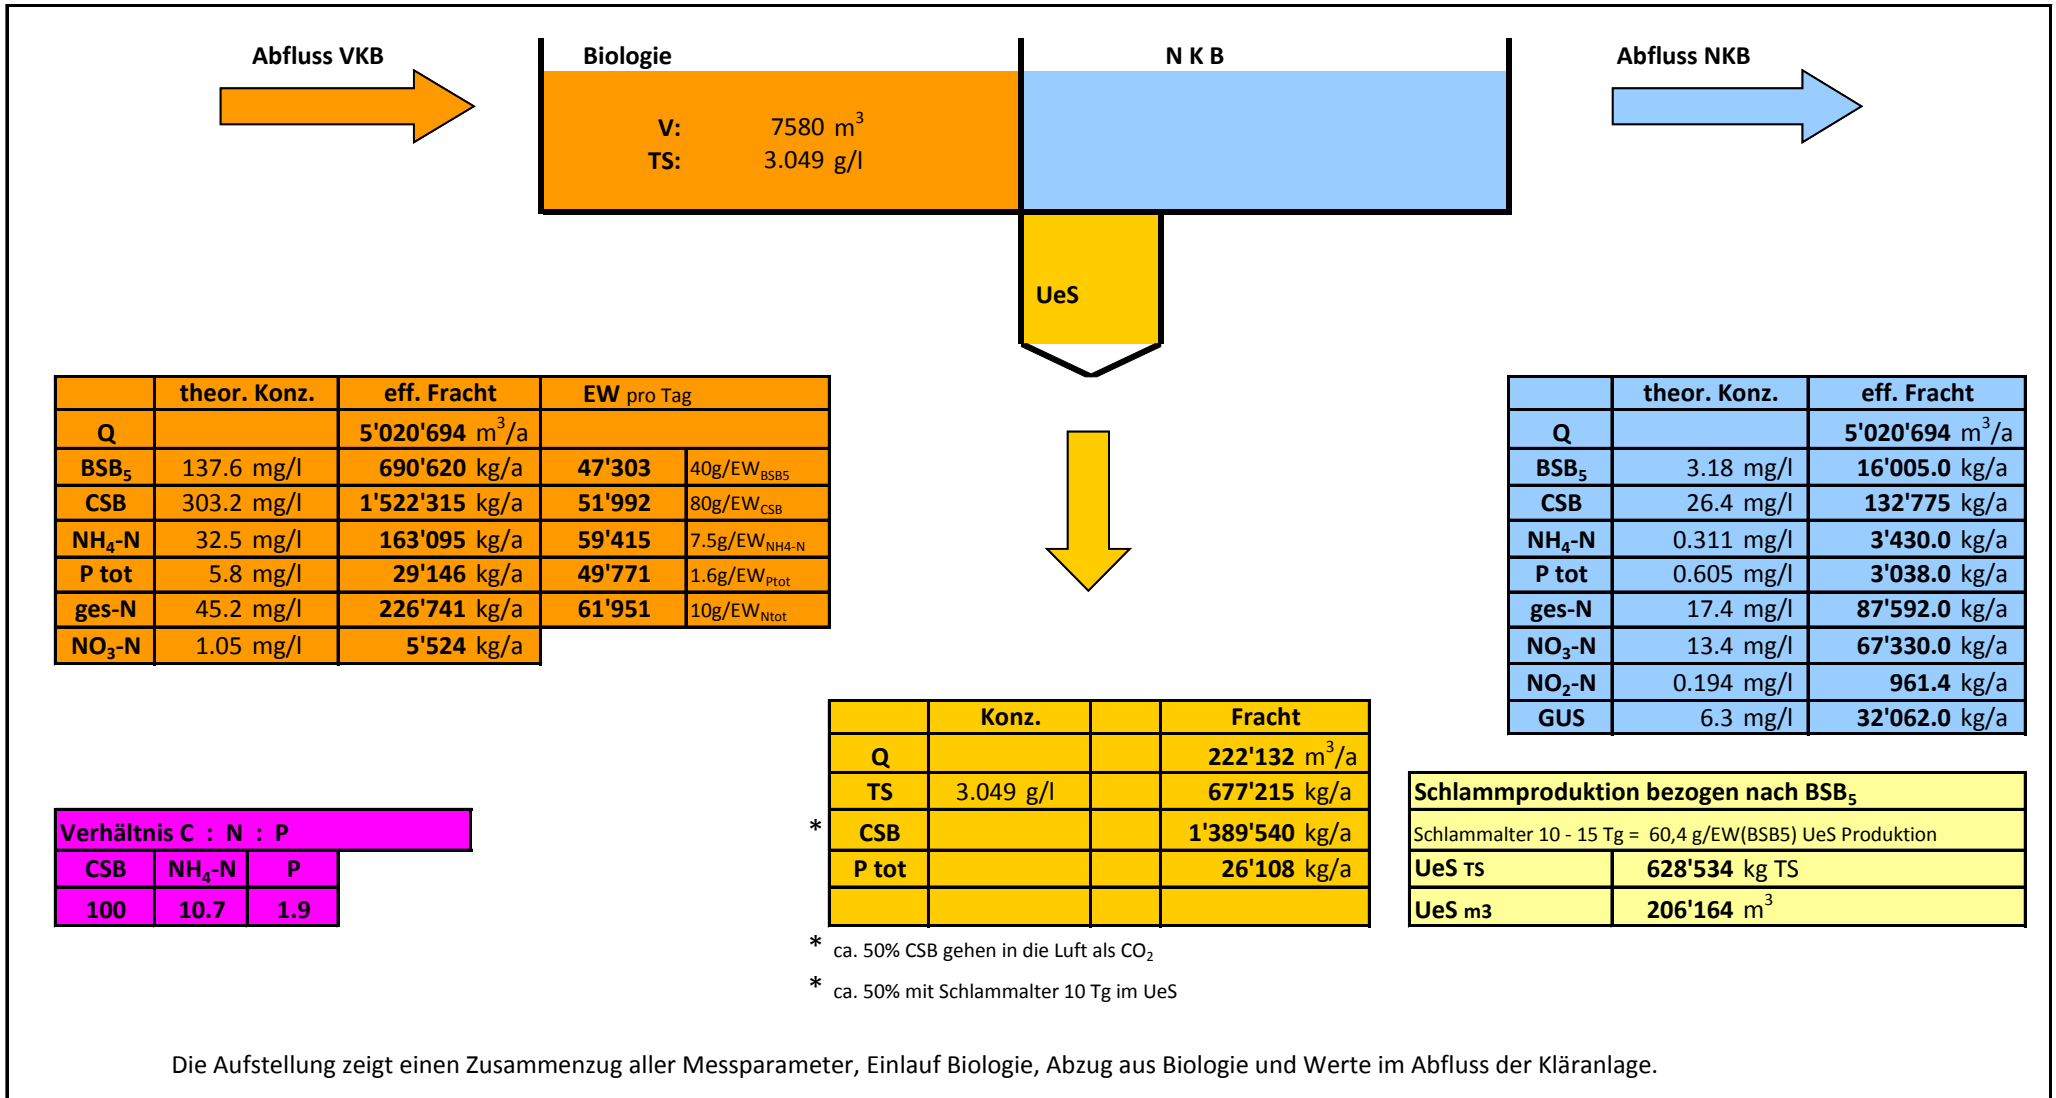 Abfluss VKB
Biologie
N K B
Abfluss NKB
V: 7580 m³
TS: 3.049 g/l
UeS
theor. Konz. eff. Fracht EW pro Tag
Q 5'020'694 m³/a
BSB₅ 137.6 mg/l 690'620 kg/a 47'303 40g/EW_BSB5
CSB 303.2 mg/l 1'522'315 kg/a 51'992 80g/EW_CSB
NH₄-N 32.5 mg/l 163'095 kg/a 59'415 7.5g/EW_NH4-N
P tot 5.8 mg/l 29'146 kg/a 49'771 1.6g/EW_Ptot
ges-N 45.2 mg/l 226'741 kg/a 61'951 10g/EW_Ntot
NO₃-N 1.05 mg/l 5'524 kg/a
theor. Konz. eff. Fracht
Q 5'020'694 m³/a
BSB₅ 3.18 mg/l 16'005.0 kg/a
CSB 26.4 mg/l 132'775 kg/a
NH₄-N 0.311 mg/l 3'430.0 kg/a
P tot 0.605 mg/l 3'038.0 kg/a
ges-N 17.4 mg/l 87'592.0 kg/a
NO₃-N 13.4 mg/l 67'330.0 kg/a
NO₂-N 0.194 mg/l 961.4 kg/a
GUS 6.3 mg/l 32'062.0 kg/a
Konz. Fracht
Q 222'132 m³/a
TS 3.049 g/l 677'215 kg/a
* CSB 1'389'540 kg/a
P tot 26'108 kg/a
* ca. 50% CSB gehen in die Luft als CO₂
* ca. 50% mit Schlammalter 10 Tg im UeS
Verhältnis C : N : P
CSB NH₄-N P
100 10.7 1.9
Schlammproduktion bezogen nach BSB₅
Schlammalter 10 - 15 Tg = 60,4 g/EW(BSB5) UeS Produktion
UeS TS 628'534 kg TS
UeS m3 206'164 m³
Die Aufstellung zeigt einen Zusammenzug aller Messparameter, Einlauf Biologie, Abzug aus Biologie und Werte im Abfluss der Kläranlage.